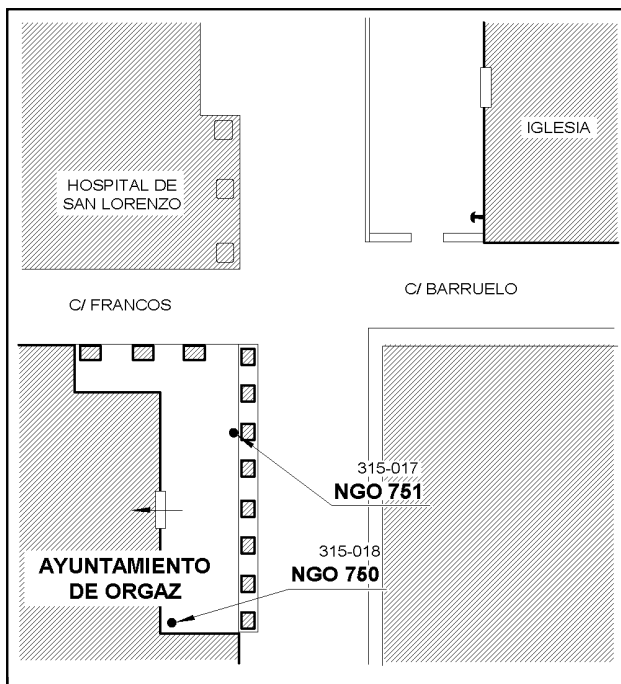 IGLESIA
HOSPITAL DE
SAN LORENZO
C/ FRANCOS
C/ BARRUELO
315-017
NGO 751
315-018
NGO 750
AYUNTAMIENTO
DE ORGAZ